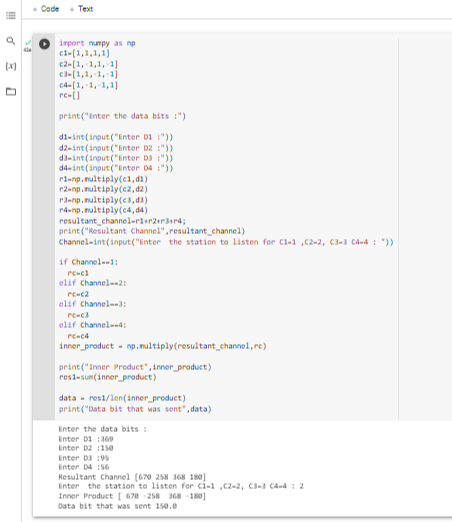 + Code + Text
{x}
import numpy as np
c1=[1,1,1,1]
c2=[1,-1,1,-1]
c3=[1,1,-1,-1]
c4=[1,-1,-1,1]
rc=[]
print("Enter the data bits :")
d1=int(input("Enter D1 :"))
d2=int(input("Enter D2 :"))
d3=int(input("Enter D3 :"))
d4=int(input("Enter D4 :"))
r1=np.multiply(c1,d1)
r2=np.multiply(c2,d2)
r3=np.multiply(c3,d3)
r4=np.multiply(c4,d4)
resultant_channel=r1+r2+r3+r4;
print("Resultant Channel",resultant_channel)
Channel=int(input("Enter  the station to listen for C1=1 ,C2=2, C3=3 C4=4 : "))
if Channel==1:
  rc=c1
elif Channel==2:
  rc=c2
elif Channel==3:
  rc=c3
elif Channel==4:
  rc=c4
inner_product = np.multiply(resultant_channel,rc)
print("Inner Product",inner_product)
res1=sum(inner_product)
data = res1/len(inner_product)
print("Data bit that was sent",data)
Enter the data bits :
Enter D1 :369
Enter D2 :150
Enter D3 :95
Enter D4 :56
Resultant Channel [670 258 368 180]
Enter  the station to listen for C1=1 ,C2=2, C3=3 C4=4 : 2
Inner Product [ 670 -258  368 -180]
Data bit that was sent 150.0